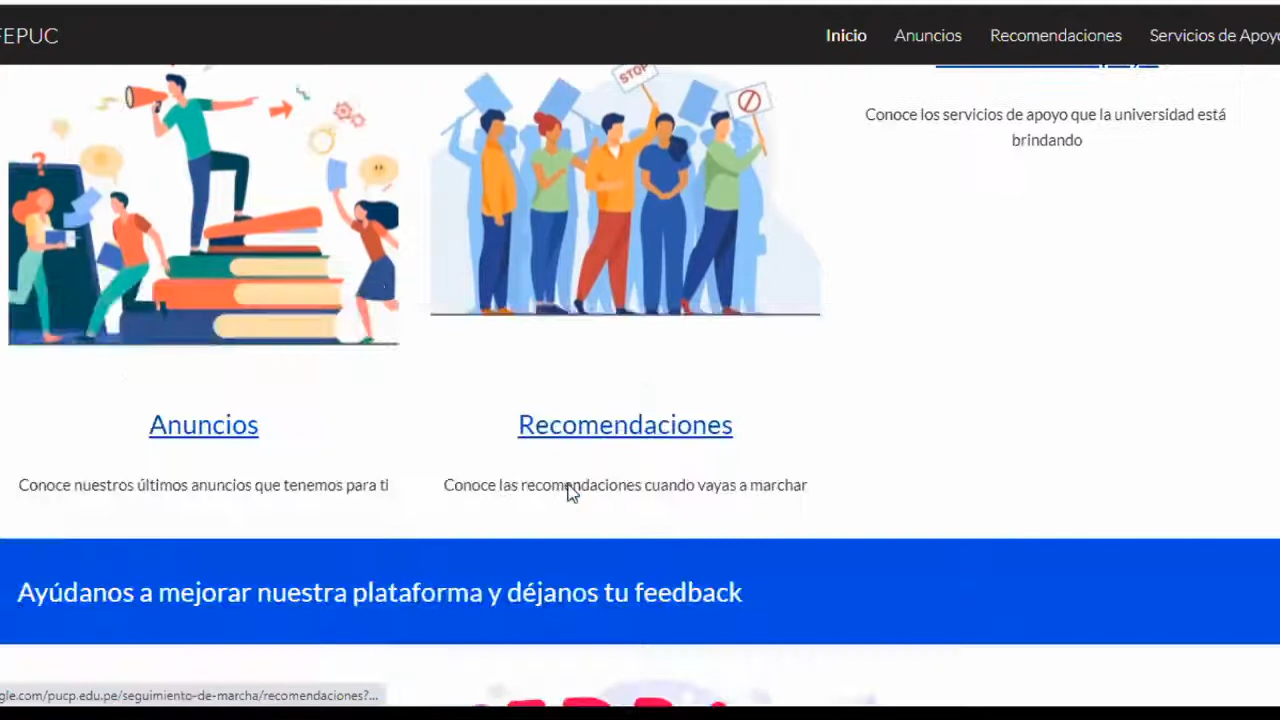 FEPUC
Inicio Anuncios Recomendaciones Servicios de Apoyo
STOP
Conoce los servicios de apoyo que la universidad está
brindando
Anuncios
Recomendaciones
Conoce nuestros últimos anuncios que tenemos para ti
Conoce las recomendaciones cuando vayas a marchar
Ayúdanos a mejorar nuestra plataforma y déjanos tu feedback
gle.com/pucp.edu.pe/seguimiento-de-marcha/recomendaciones?...